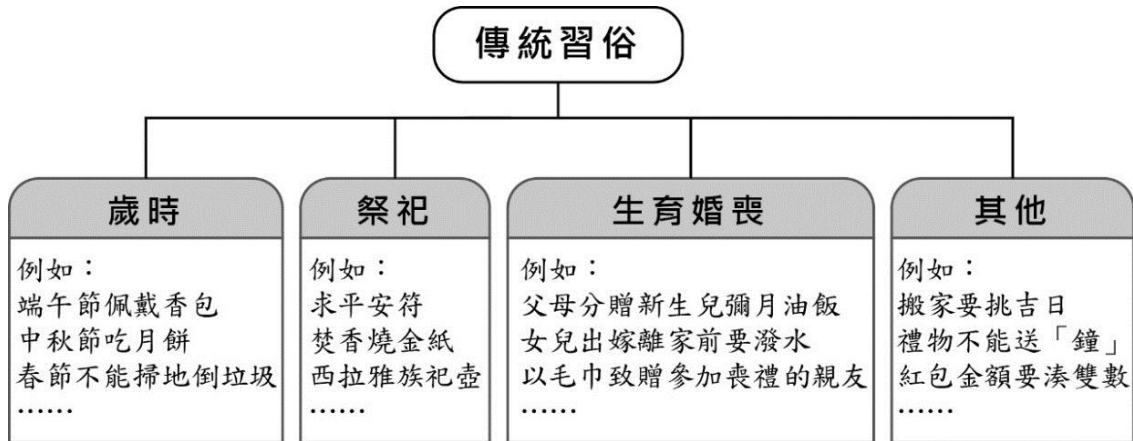 傳統習俗
歲時
例如：
端午節佩戴香包
中秋節吃月餅
春節不能掃地倒垃圾
……
祭祀
例如：
求平安符
焚香燒金紙
西拉雅族祀壺
……
生育婚喪
例如：
父母分贈新生兒彌月油飯
女兒出嫁離家前要潑水
以毛巾致贈參加喪禮的親友
……
其他
例如：
搬家要挑吉日
禮物不能送「鐘」
紅包金額要湊雙數
……